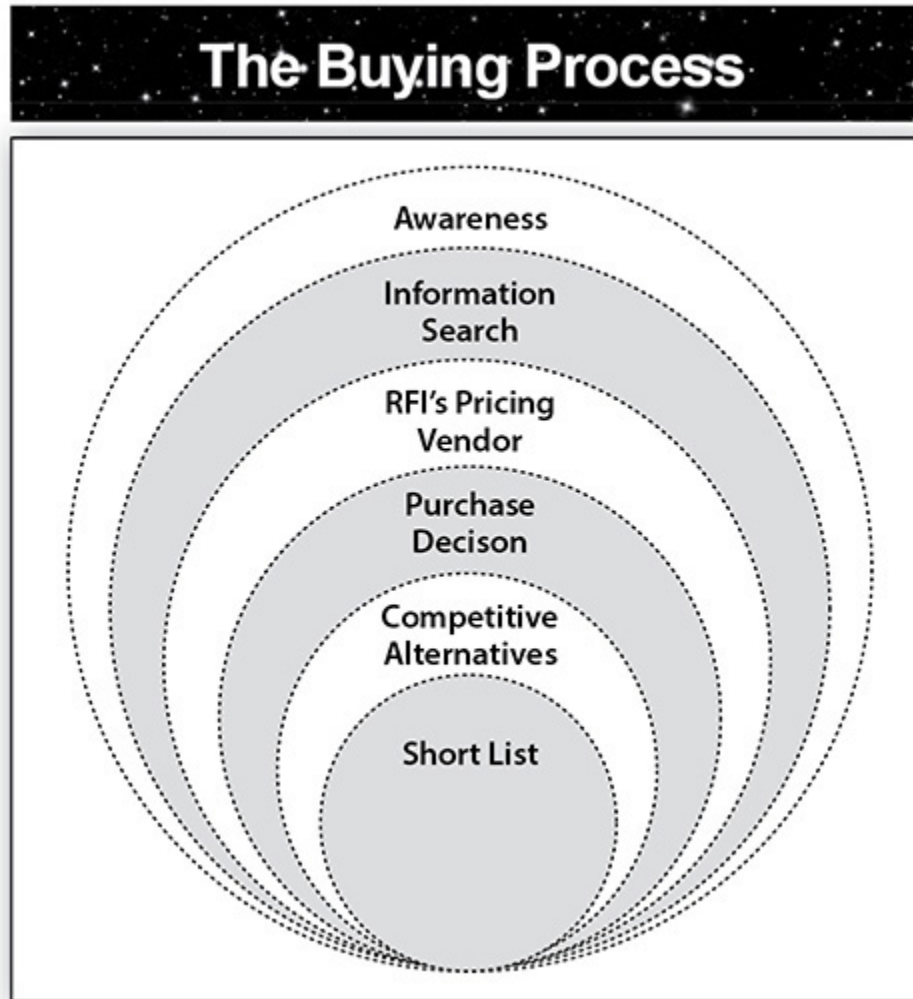 The Buying Process
Awareness
Information
Search
RFI's Pricing
Vendor
Purchase
Decison
Competitive
Alternatives
Short List